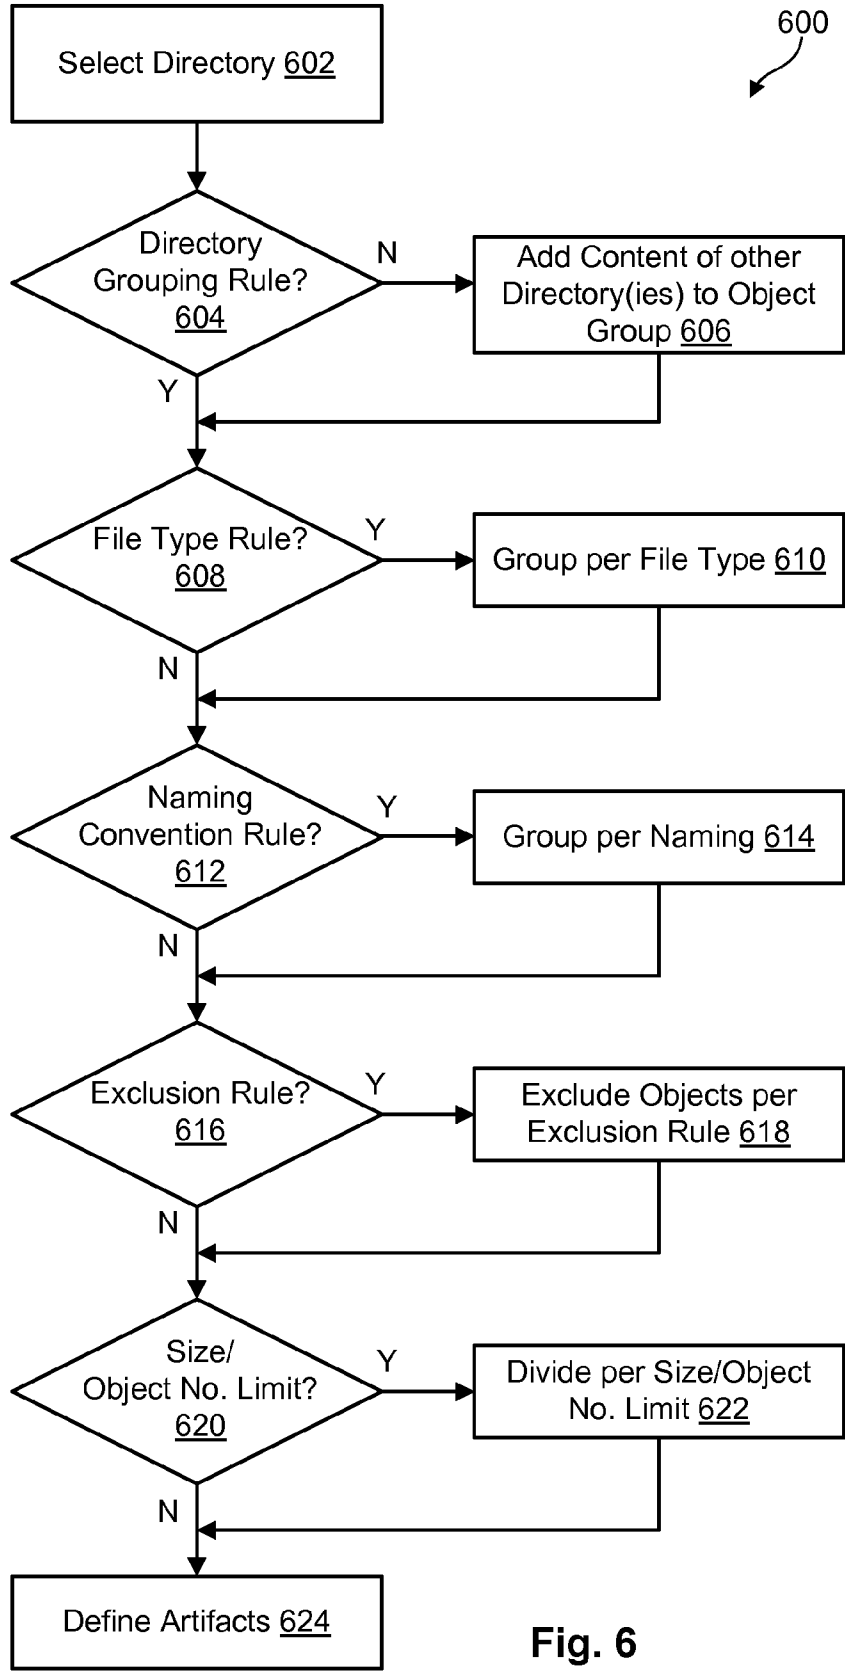 600
Select Directory 602
Directory
Grouping Rule?
604
N
Add Content of other
Directory(ies) to Object
Group 606
Y
File Type Rule?
608
Y
Group per File Type 610
N
Naming
Convention Rule?
612
Y
Group per Naming 614
N
Exclusion Rule?
616
Y
Exclude Objects per
Exclusion Rule 618
N
Size/
Object No. Limit?
620
Y
Divide per Size/Object
No. Limit 622
N
Define Artifacts 624
Fig. 6